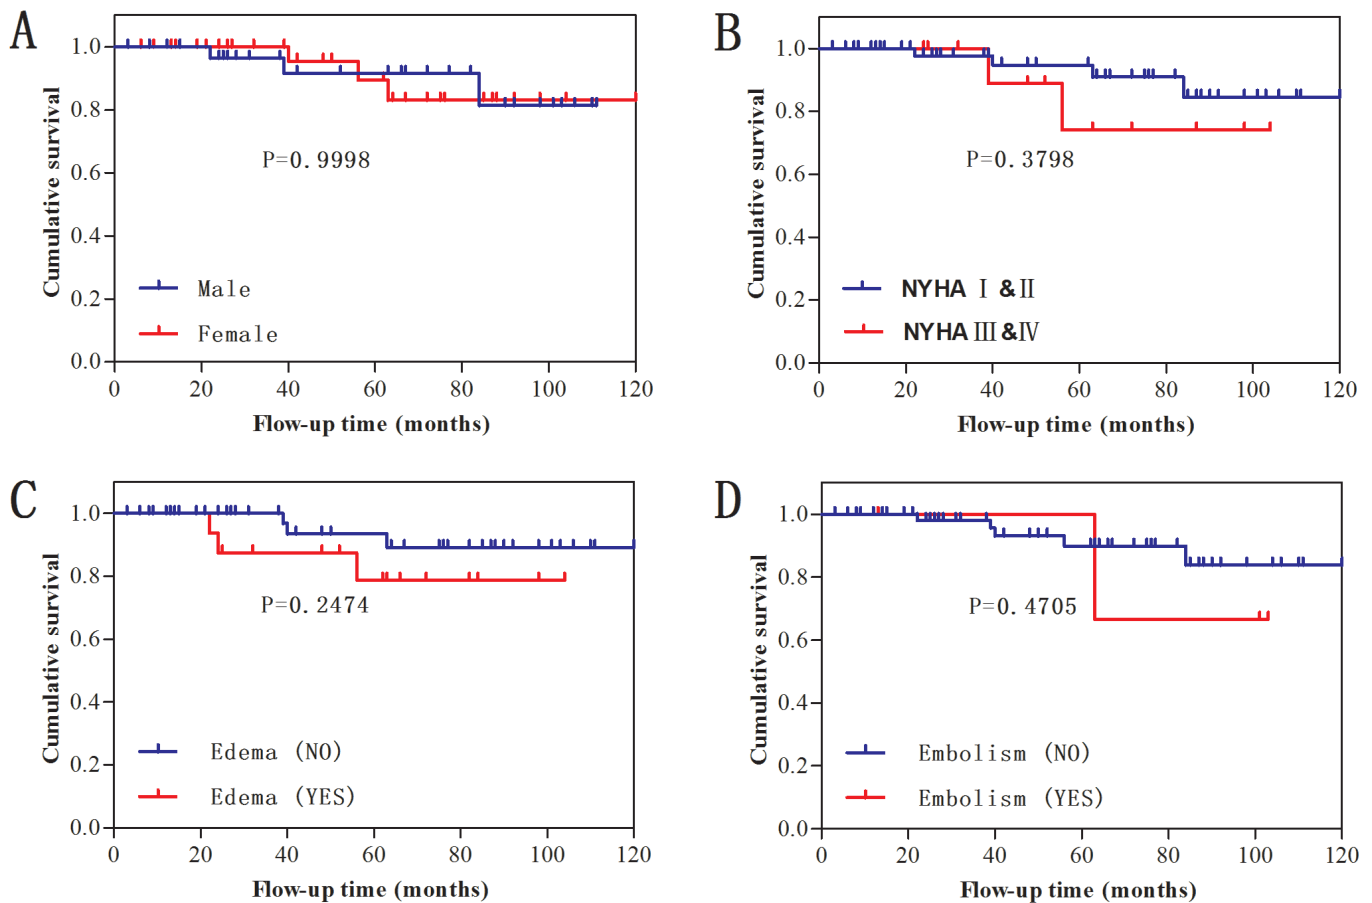 A
Cumulative survival
1.0
0.8
0.6
0.4
0.2
0.0
P=0.9998
Male
Female
0 20 40 60 80 100 120
Flow-up time (months)
B
Cumulative survival
1.0
0.8
0.6
0.4
0.2
0.0
P=0.3798
NYHA Ⅰ &Ⅱ
NYHA Ⅲ &Ⅳ
0 20 40 60 80 100 120
Flow-up time (months)
C
Cumulative survival
1.0
0.8
0.6
0.4
0.2
0.0
P=0.2474
Edema (NO)
Edema (YES)
0 20 40 60 80 100 120
Flow-up time (months)
D
Cumulative survival
1.0
0.8
0.6
0.4
0.2
0.0
P=0.4705
Embolism (NO)
Embolism (YES)
0 20 40 60 80 100 120
Flow-up time (months)